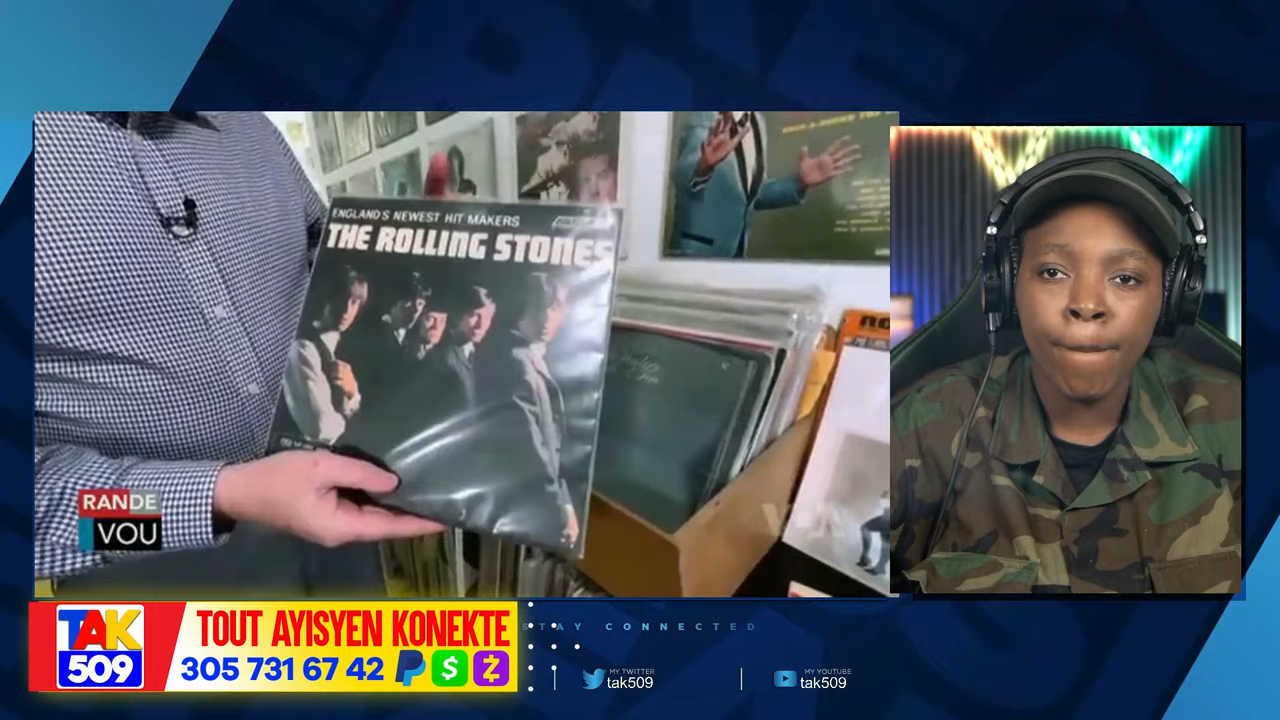 ENGLAND'S NEWEST HIT MAKERS
THE ROLLING STONES
RANDE
VOU
TAK
509
TOUT AYISYEN KONEKTE
305 731 67 42
STAY CONNECTED
MY TWITTER
tak509
MY YOUTUBE
tak509